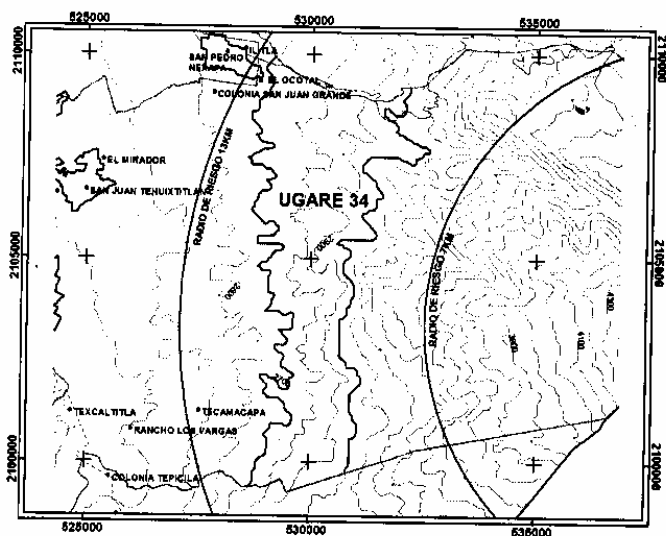 525000
530000
535000
2110000
2110000
ILTLA
SAN PEDRO
NEXAPA
EL OCOTAL
COLONIA SAN JUAN GRANDE
RADIO DE RIESGO 13KM
EL MIRADOR
SAN JUAN TEHUIXTITLAN
UGARE 34
2105000
2105000
RADIO DE RIESGO 7KM
4300
4100
TEXCALTITLA
TECAMACAPA
RANCHO LOS VARGAS
2100000
2100000
COLONIA TEPICILA
525000
530000
535000